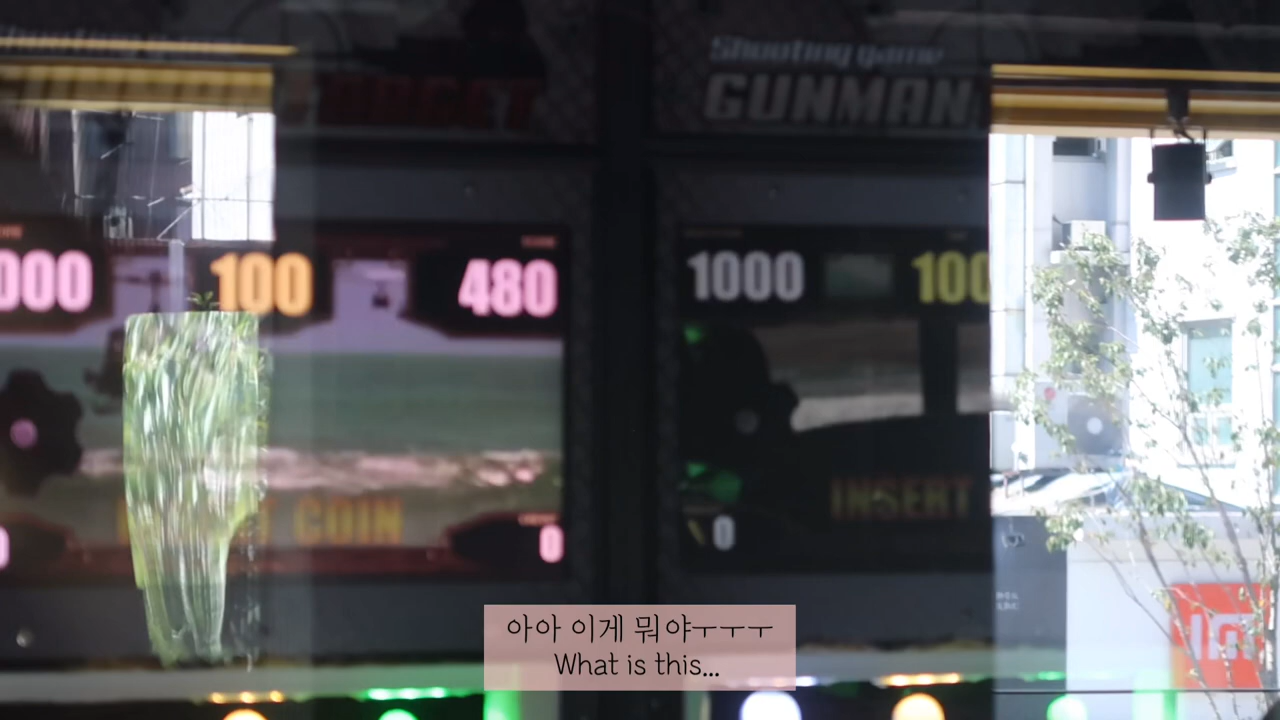 Shooting game
GUNMAN
000
100
480
1000
100
COIN
INSERT
0
0
아아 이게 뭐야ㅜㅜㅜ
What is this...